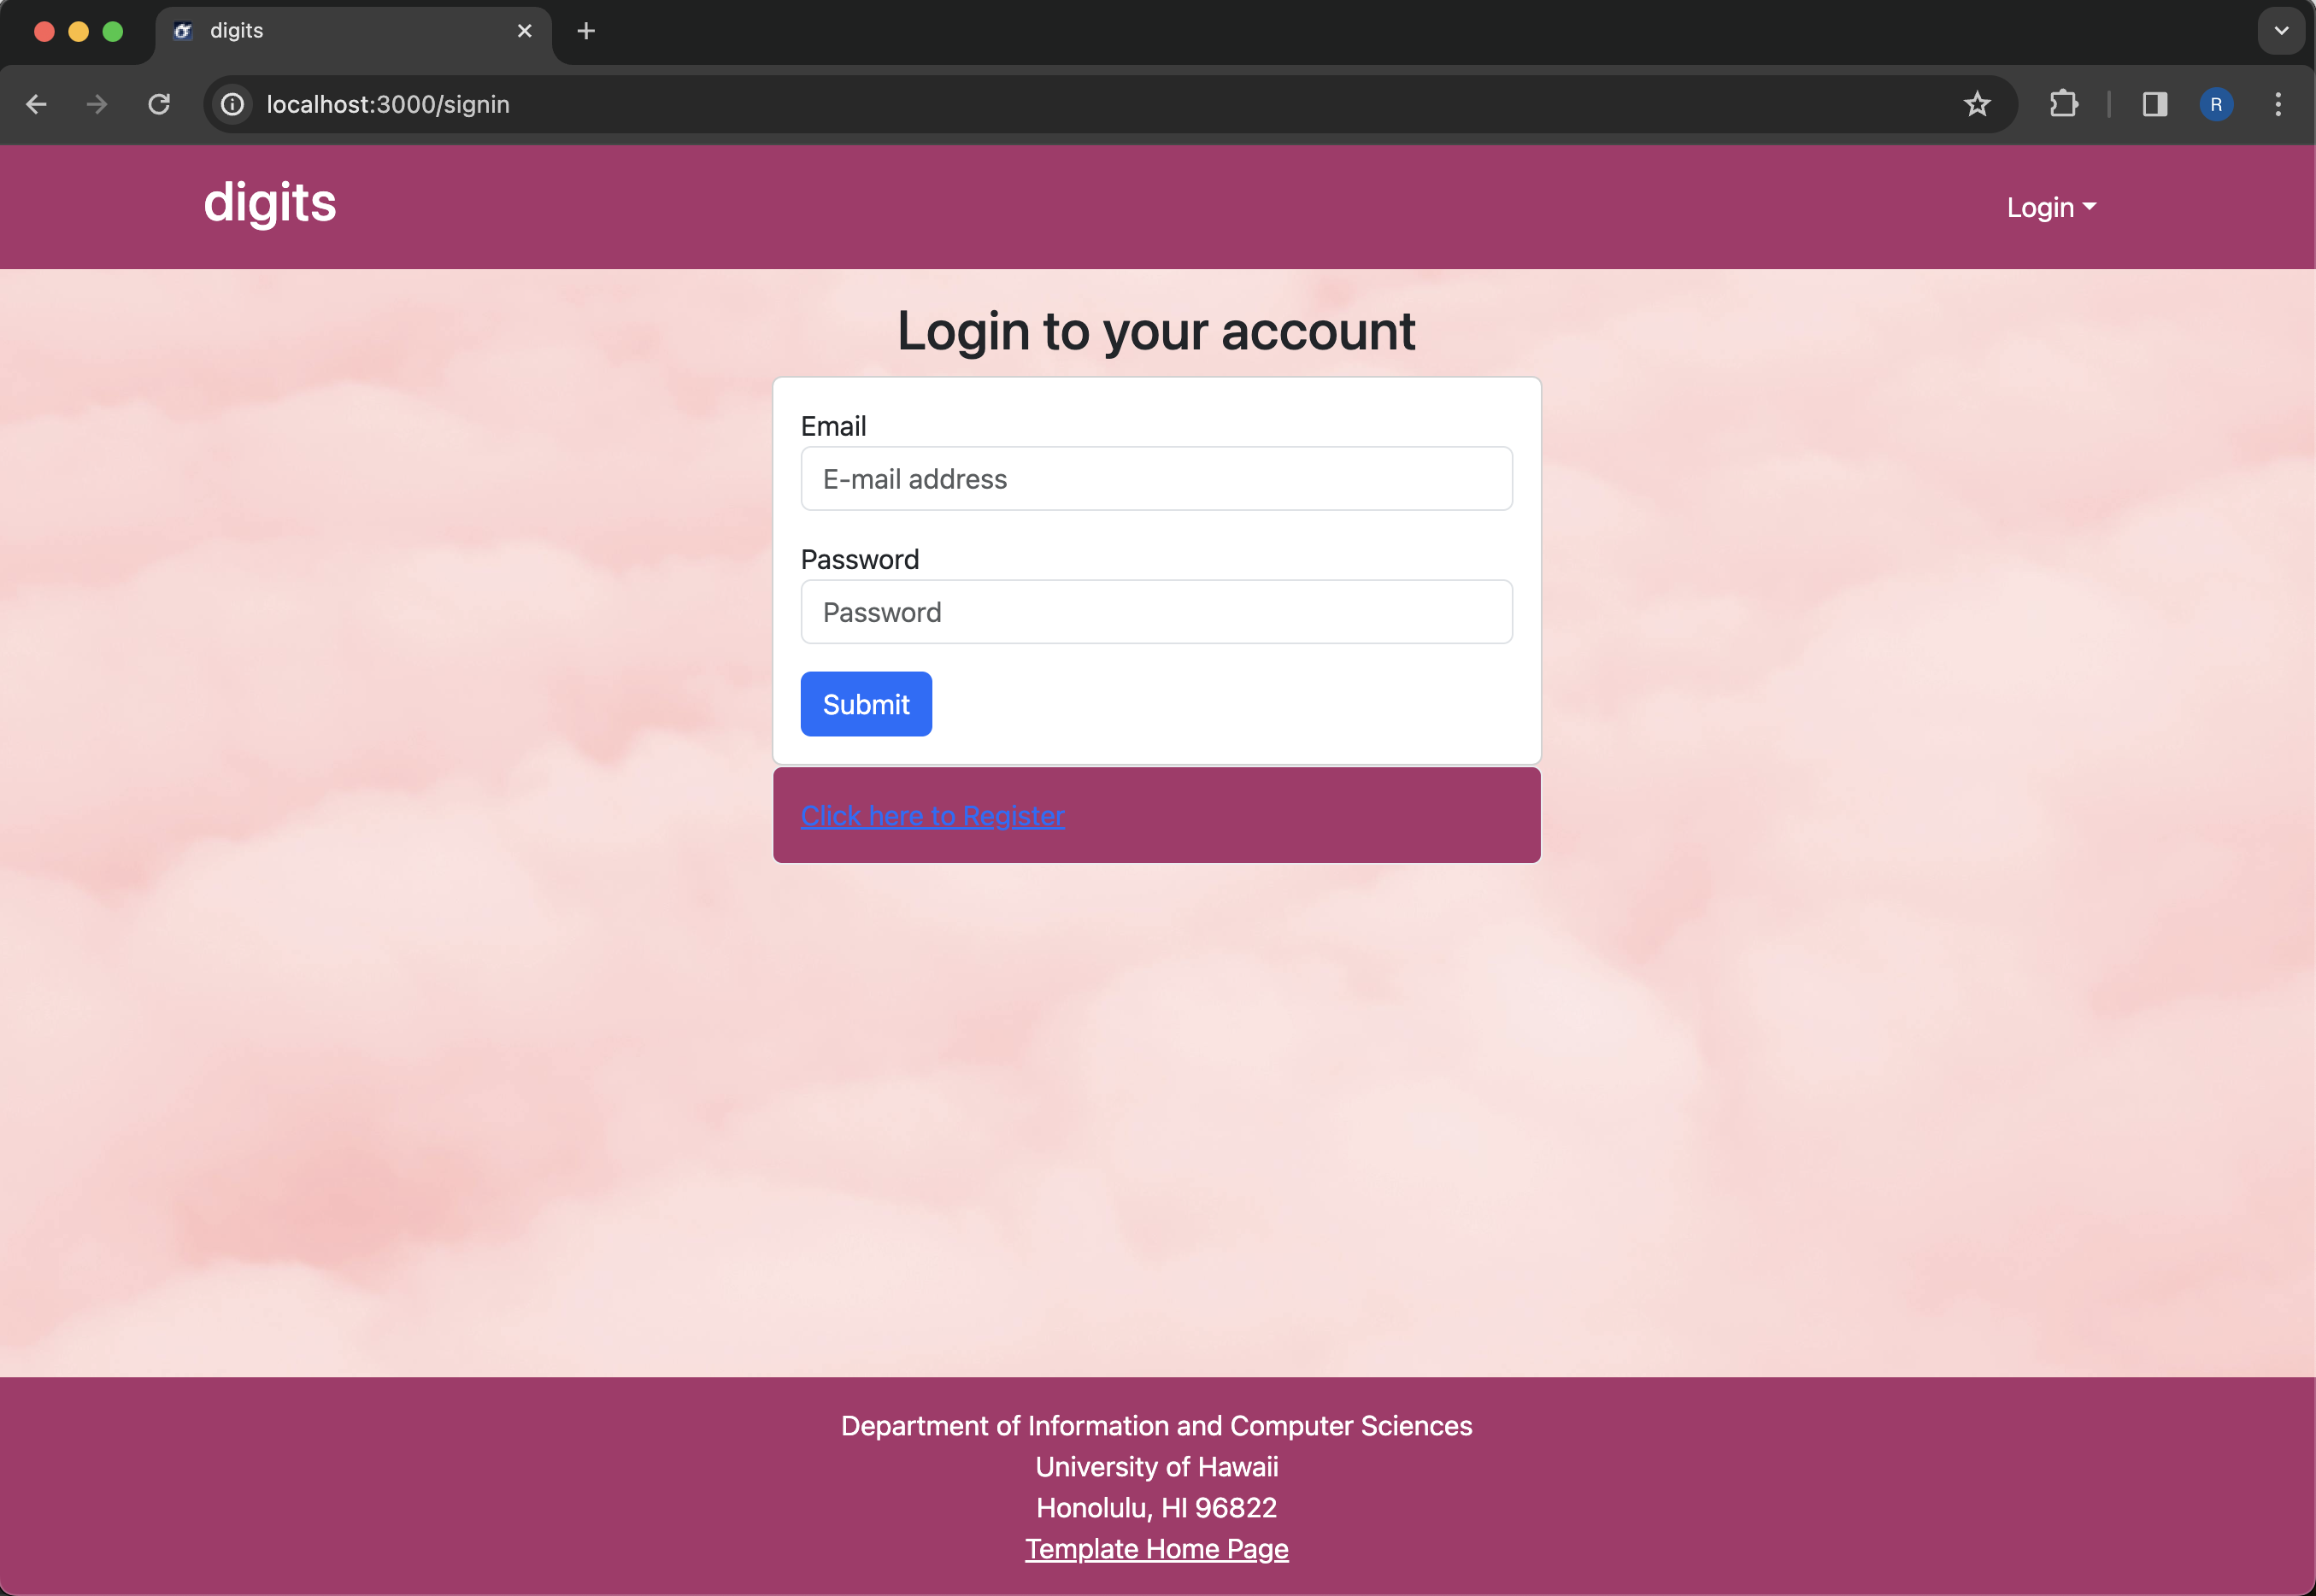 digits
localhost:3000/signin
R
digits
Login
Login to your account
Email
E-mail address
Password
Password
Submit
Click here to Register
Department of Information and Computer Sciences
University of Hawaii
Honolulu, HI 96822
Template Home Page